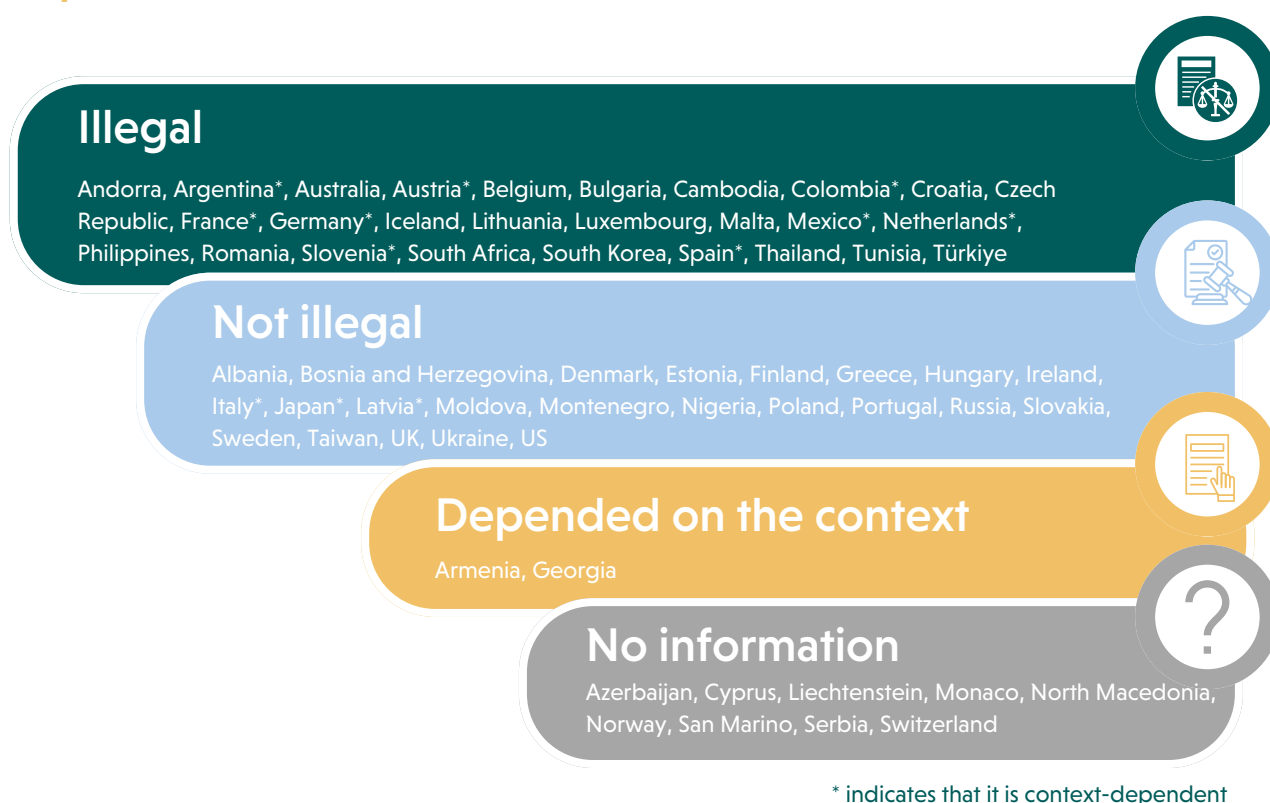 Illegal
Andorra, Argentina*, Australia, Austria*, Belgium, Bulgaria, Cambodia, Colombia*, Croatia, Czech
Republic, France*, Germany*, Iceland, Lithuania, Luxembourg, Malta, Mexico*, Netherlands*,
Philippines, Romania, Slovenia*, South Africa, South Korea, Spain*, Thailand, Tunisia, Türkiye
Not illegal
Albania, Bosnia and Herzegovina, Denmark, Estonia, Finland, Greece, Hungary, Ireland,
Italy*, Japan*, Latvia*, Moldova, Montenegro, Nigeria, Poland, Portugal, Russia, Slovakia,
Sweden, Taiwan, UK, Ukraine, US
Depended on the context
Armenia, Georgia
No information
Azerbaijan, Cyprus, Liechtenstein, Monaco, North Macedonia,
Norway, San Marino, Serbia, Switzerland
?
* indicates that it is context-dependent